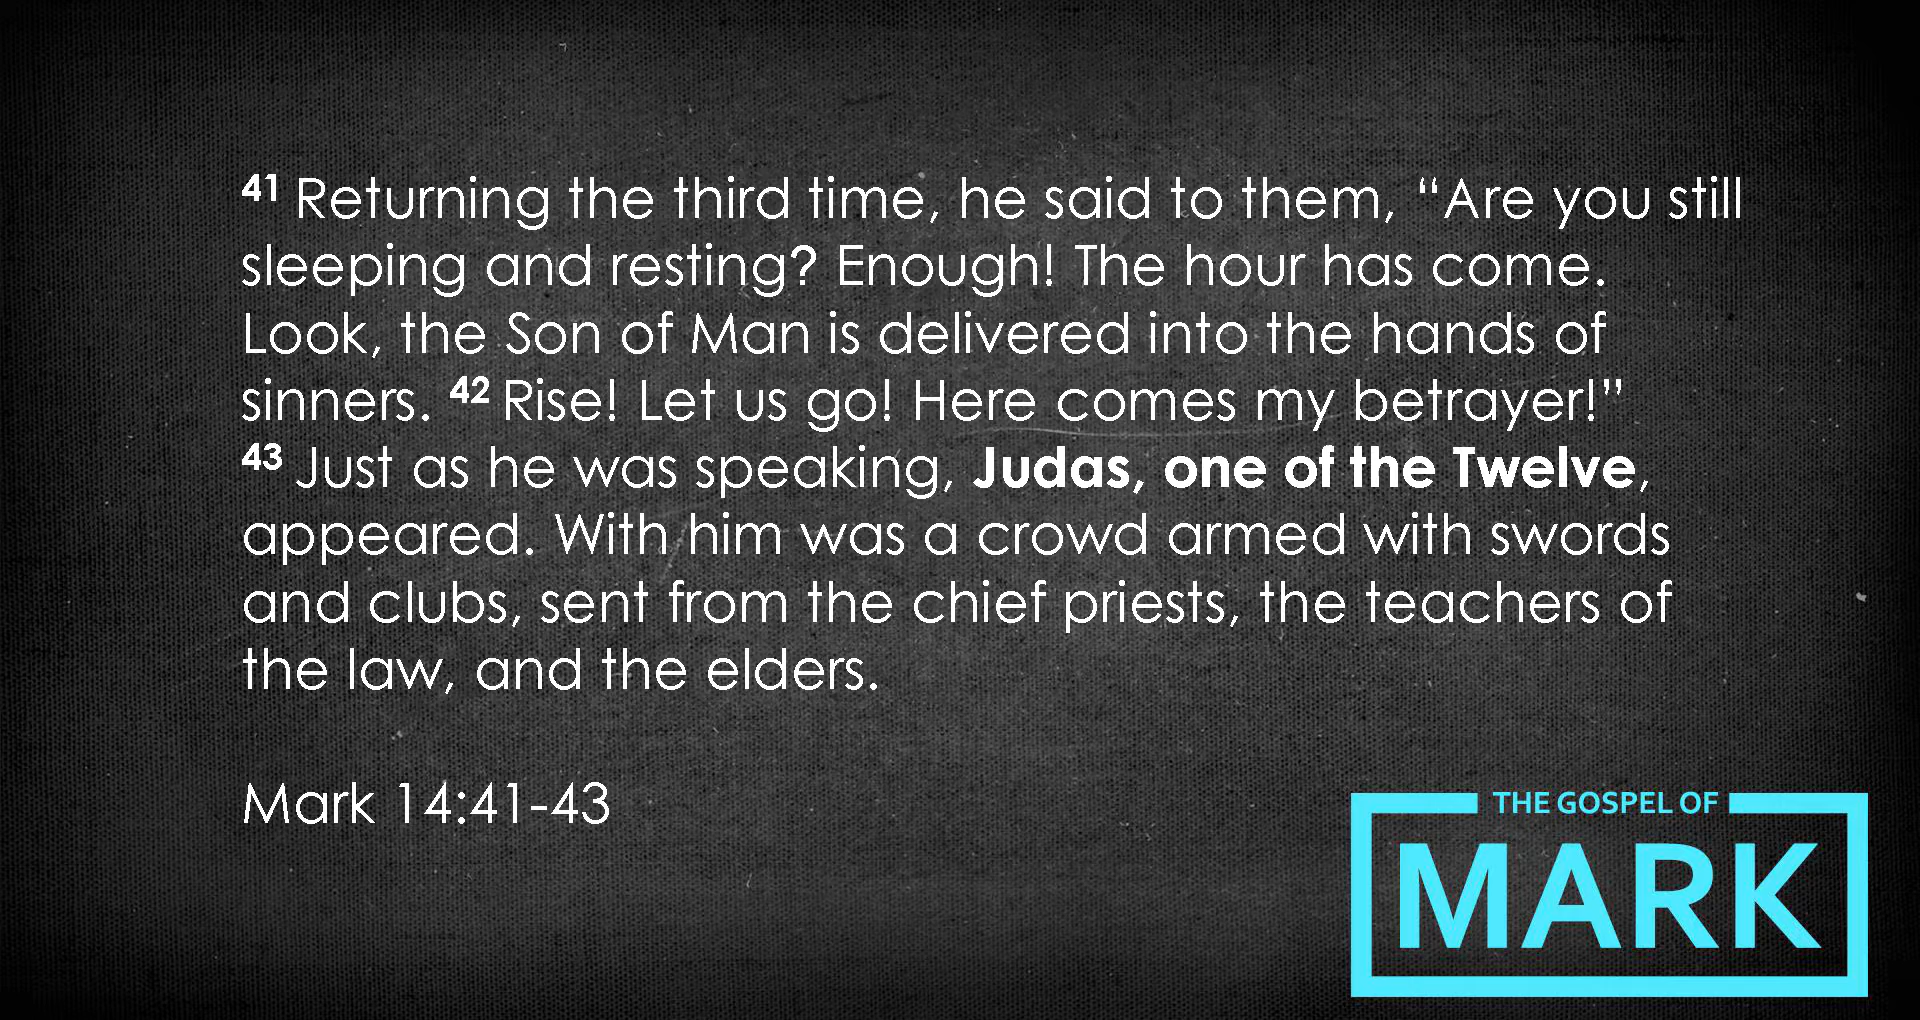 41 Returning the third time, he said to them, “Are you still
sleeping and resting? Enough! The hour has come.
Look, the Son of Man is delivered into the hands of
sinners. 42 Rise! Let us go! Here comes my betrayer!”
43 Just as he was speaking, Judas, one of the Twelve,
appeared. With him was a crowd armed with swords
and clubs, sent from the chief priests, the teachers of
the law, and the elders.
Mark 14:41-43
THE GOSPEL OF
MARK